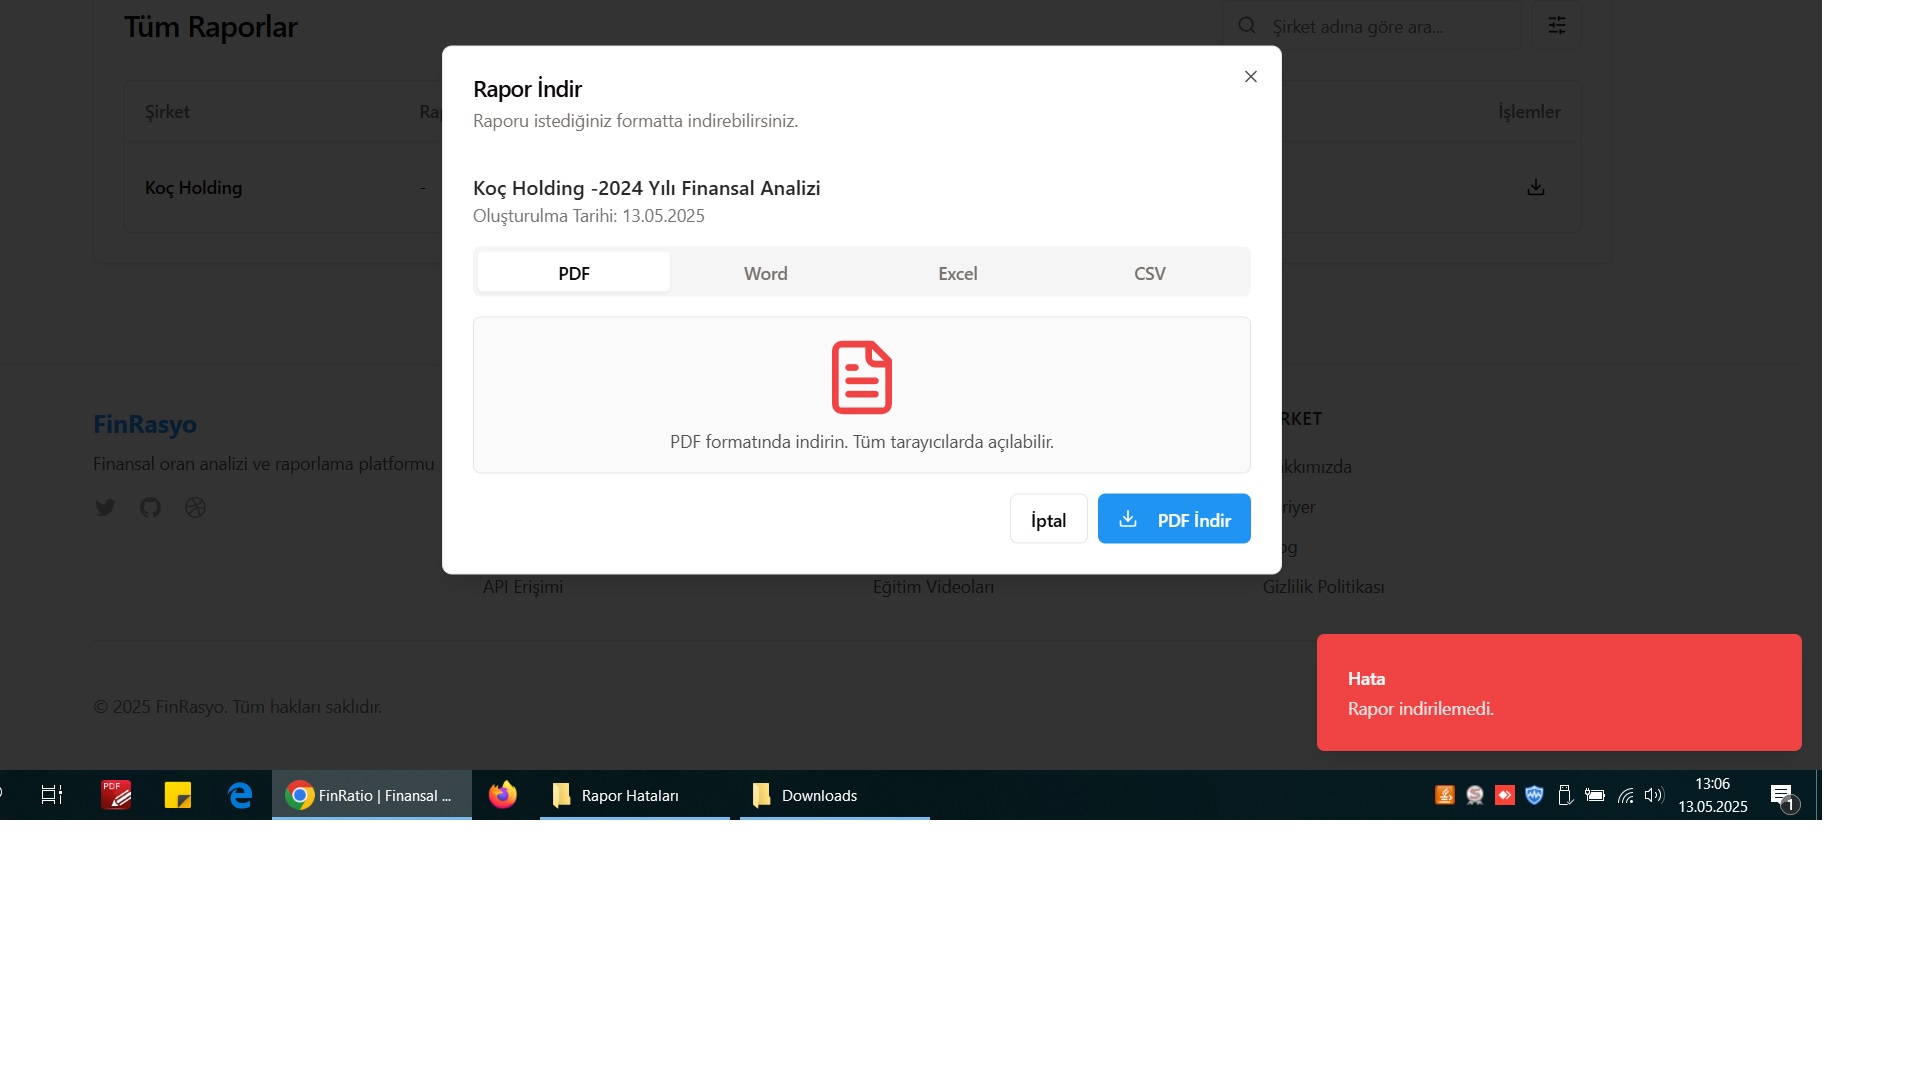 Tüm Raporlar
Şirket adına göre ara...
Rapor İndir
Raporu istediğiniz formatta indirebilirsiniz.
Şirket
Rap
İşlemler
Koç Holding
-
Koç Holding -2024 Yılı Finansal Analizi
Oluşturulma Tarihi: 13.05.2025
PDF
Word
Excel
CSV
PDF formatında indirin. Tüm tarayıcılarda açılabilir.
İptal
PDF İndir
FinRasyo
Finansal oran analizi ve raporlama platformu
RKET
kkımızda
riyer
og
API Erişimi
Eğitim Videoları
Gizlilik Politikası
© 2025 FinRasyo. Tüm hakları saklıdır.
Hata
Rapor indirilemedi.
PDF
FinRatio | Finansal ...
Rapor Hataları
Downloads
13:06
13.05.2025
1